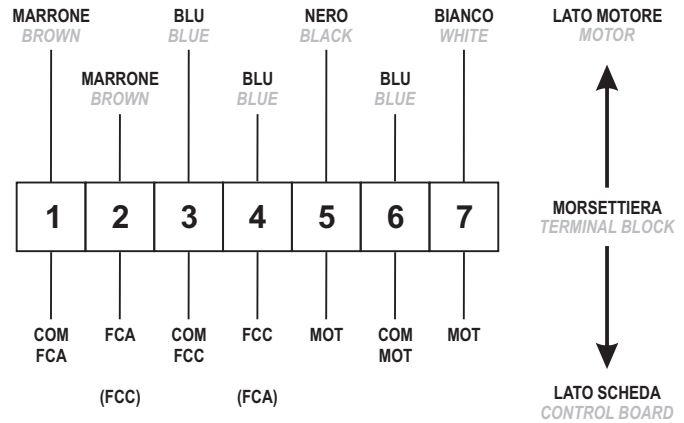 MARRONE BLU NERO BIANCO LATO MOTORE
BROWN BLUE BLACK WHITE MOTOR
MARRONE BLU BLU
BROWN BLUE BLUE
1 2 3 4 5 6 7
MORSETTIERA
TERMINAL BLOCK
COM FCA COM FCC MOT COM MOT
FCA FCC MOT
(FCC) (FCA)
LATO SCHEDA
CONTROL BOARD